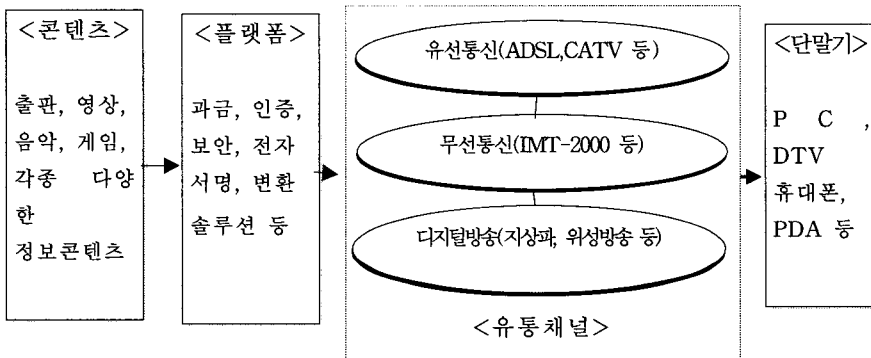 <콘텐츠>
출판, 영상,
음악, 게임,
각종 다양
한
정보콘텐츠
<플랫폼>
과금, 인증,
보안, 전자
서명, 변환
솔루션 등
유선통신(ADSL,CATV 등)
무선통신(IMT-2000 등)
디지털방송(지상파; 위성방송 등)
<유통채널>
<단말기>
P C ,
DTV
휴대폰,
PDA 등